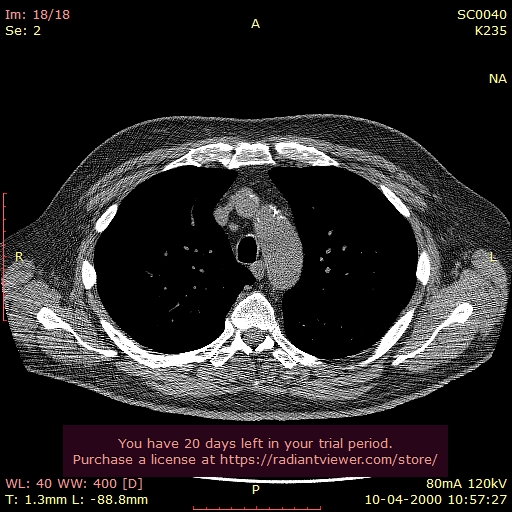 Im: 18/18
Se: 2
A
SC0040
K235
NA
R
L
You have 20 days left in your trial period.
Purchase a license at https://radiantviewer.com/store/
WL: 40 WW: 400 [D]
T: 1.3mm L: -88.8mm
P
80mA 120kV
10-04-2000 10:57:27